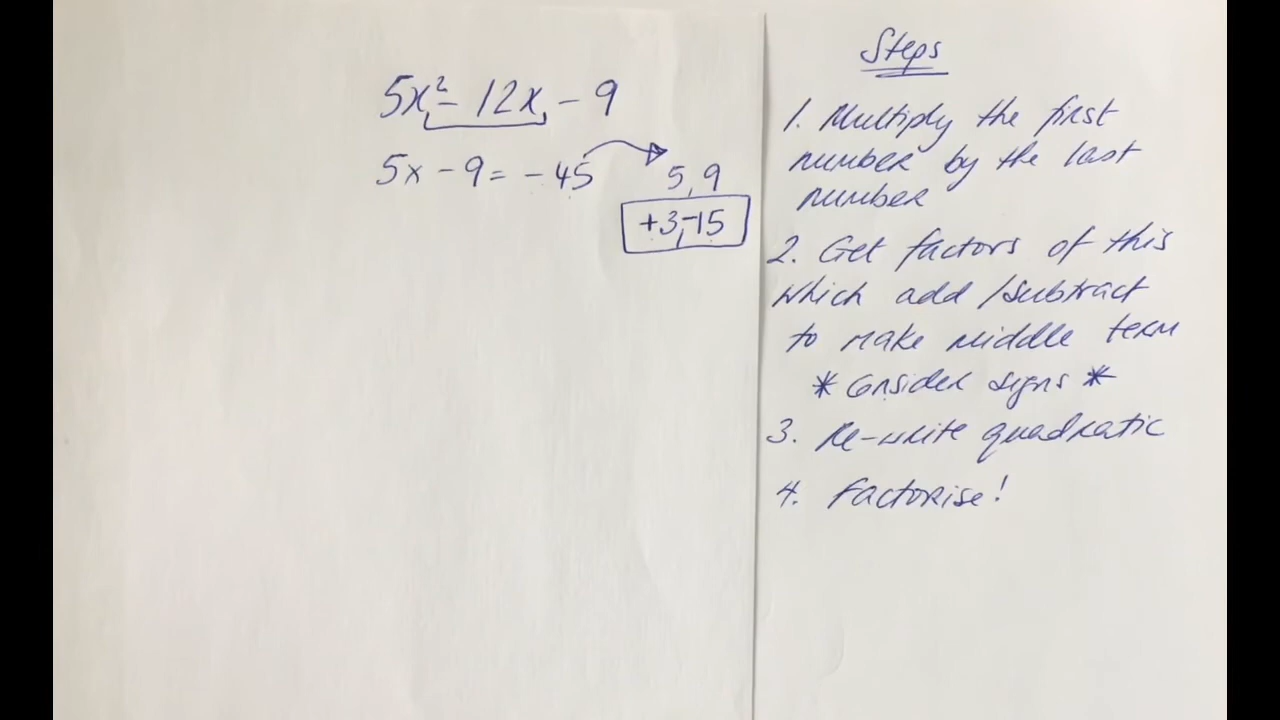 5x² - 12x - 9
5x - 9 = - 45
5, 9
+3, -15
Steps
1. Multiply the first
number by the last
number
2. Get factors of this
which add /subtract
to make middle term
* Consider signs *
3. Re-write quadratic
4. Factorise!